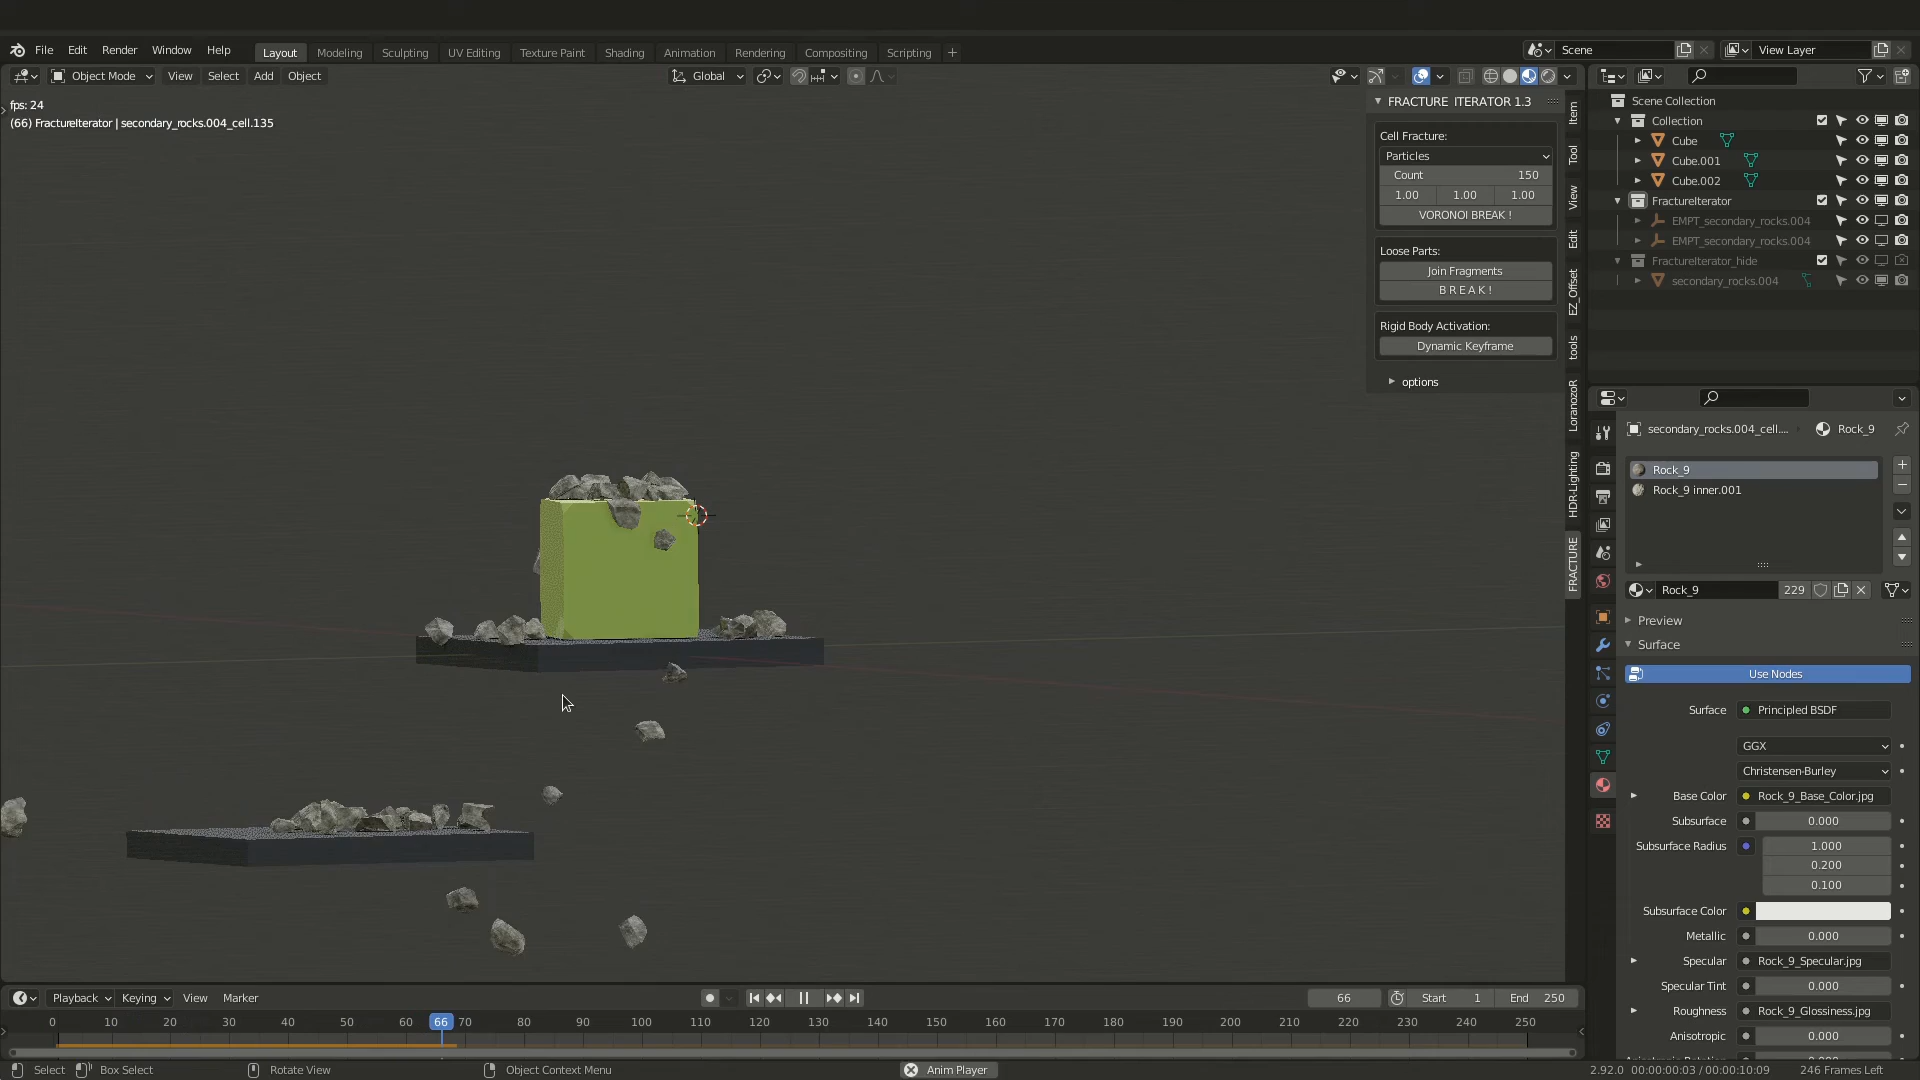 File Edit Render Window Help Layout Modeling Sculpting UV Editing Texture Paint Shading Animation Rendering Compositing Scripting + Scene View Layer
Object Mode View Select Add Object Global
fps: 24
(66) FractureIterator | secondary_rocks.004_cell.135
FRACTURE ITERATOR 1.3
Cell Fracture:
Particles
Count 150
1.00 1.00 1.00
VORONOI BREAK !
Loose Parts:
Join Fragments
B R E A K !
Rigid Body Activation:
Dynamic Keyframe
options
Item
Tool
View
Edit
EZ_Offset
tools
LoranozoR
HDR-Lighting
FRACTURE
Scene Collection
Collection
Cube
Cube.001
Cube.002
FractureIterator
EMPT_secondary_rocks.004
EMPT_secondary_rocks.004
FractureIterator_hide
secondary_rocks.004
secondary_rocks.004_cell.... Rock_9
Rock_9
Rock_9 inner.001
Rock_9 229
Preview
Surface
Use Nodes
Surface Principled BSDF
GGX
Christensen-Burley
Base Color Rock_9_Base_Color.jpg
Subsurface 0.000
Subsurface Radius 1.000
0.200
0.100
Subsurface Color
Metallic 0.000
Specular Rock_9_Specular.jpg
Specular Tint 0.000
Roughness Rock_9_Glossiness.jpg
Anisotropic 0.000
Playback Keying View Marker 66 Start 1 End 250
0 10 20 30 40 50 60 66 70 80 90 100 110 120 130 140 150 160 170 180 190 200 210 220 230 240 250
Select Box Select Rotate View Object Context Menu Anim Player 2.92.0 00:00:00:03 / 00:00:10:09 246 Frames Left